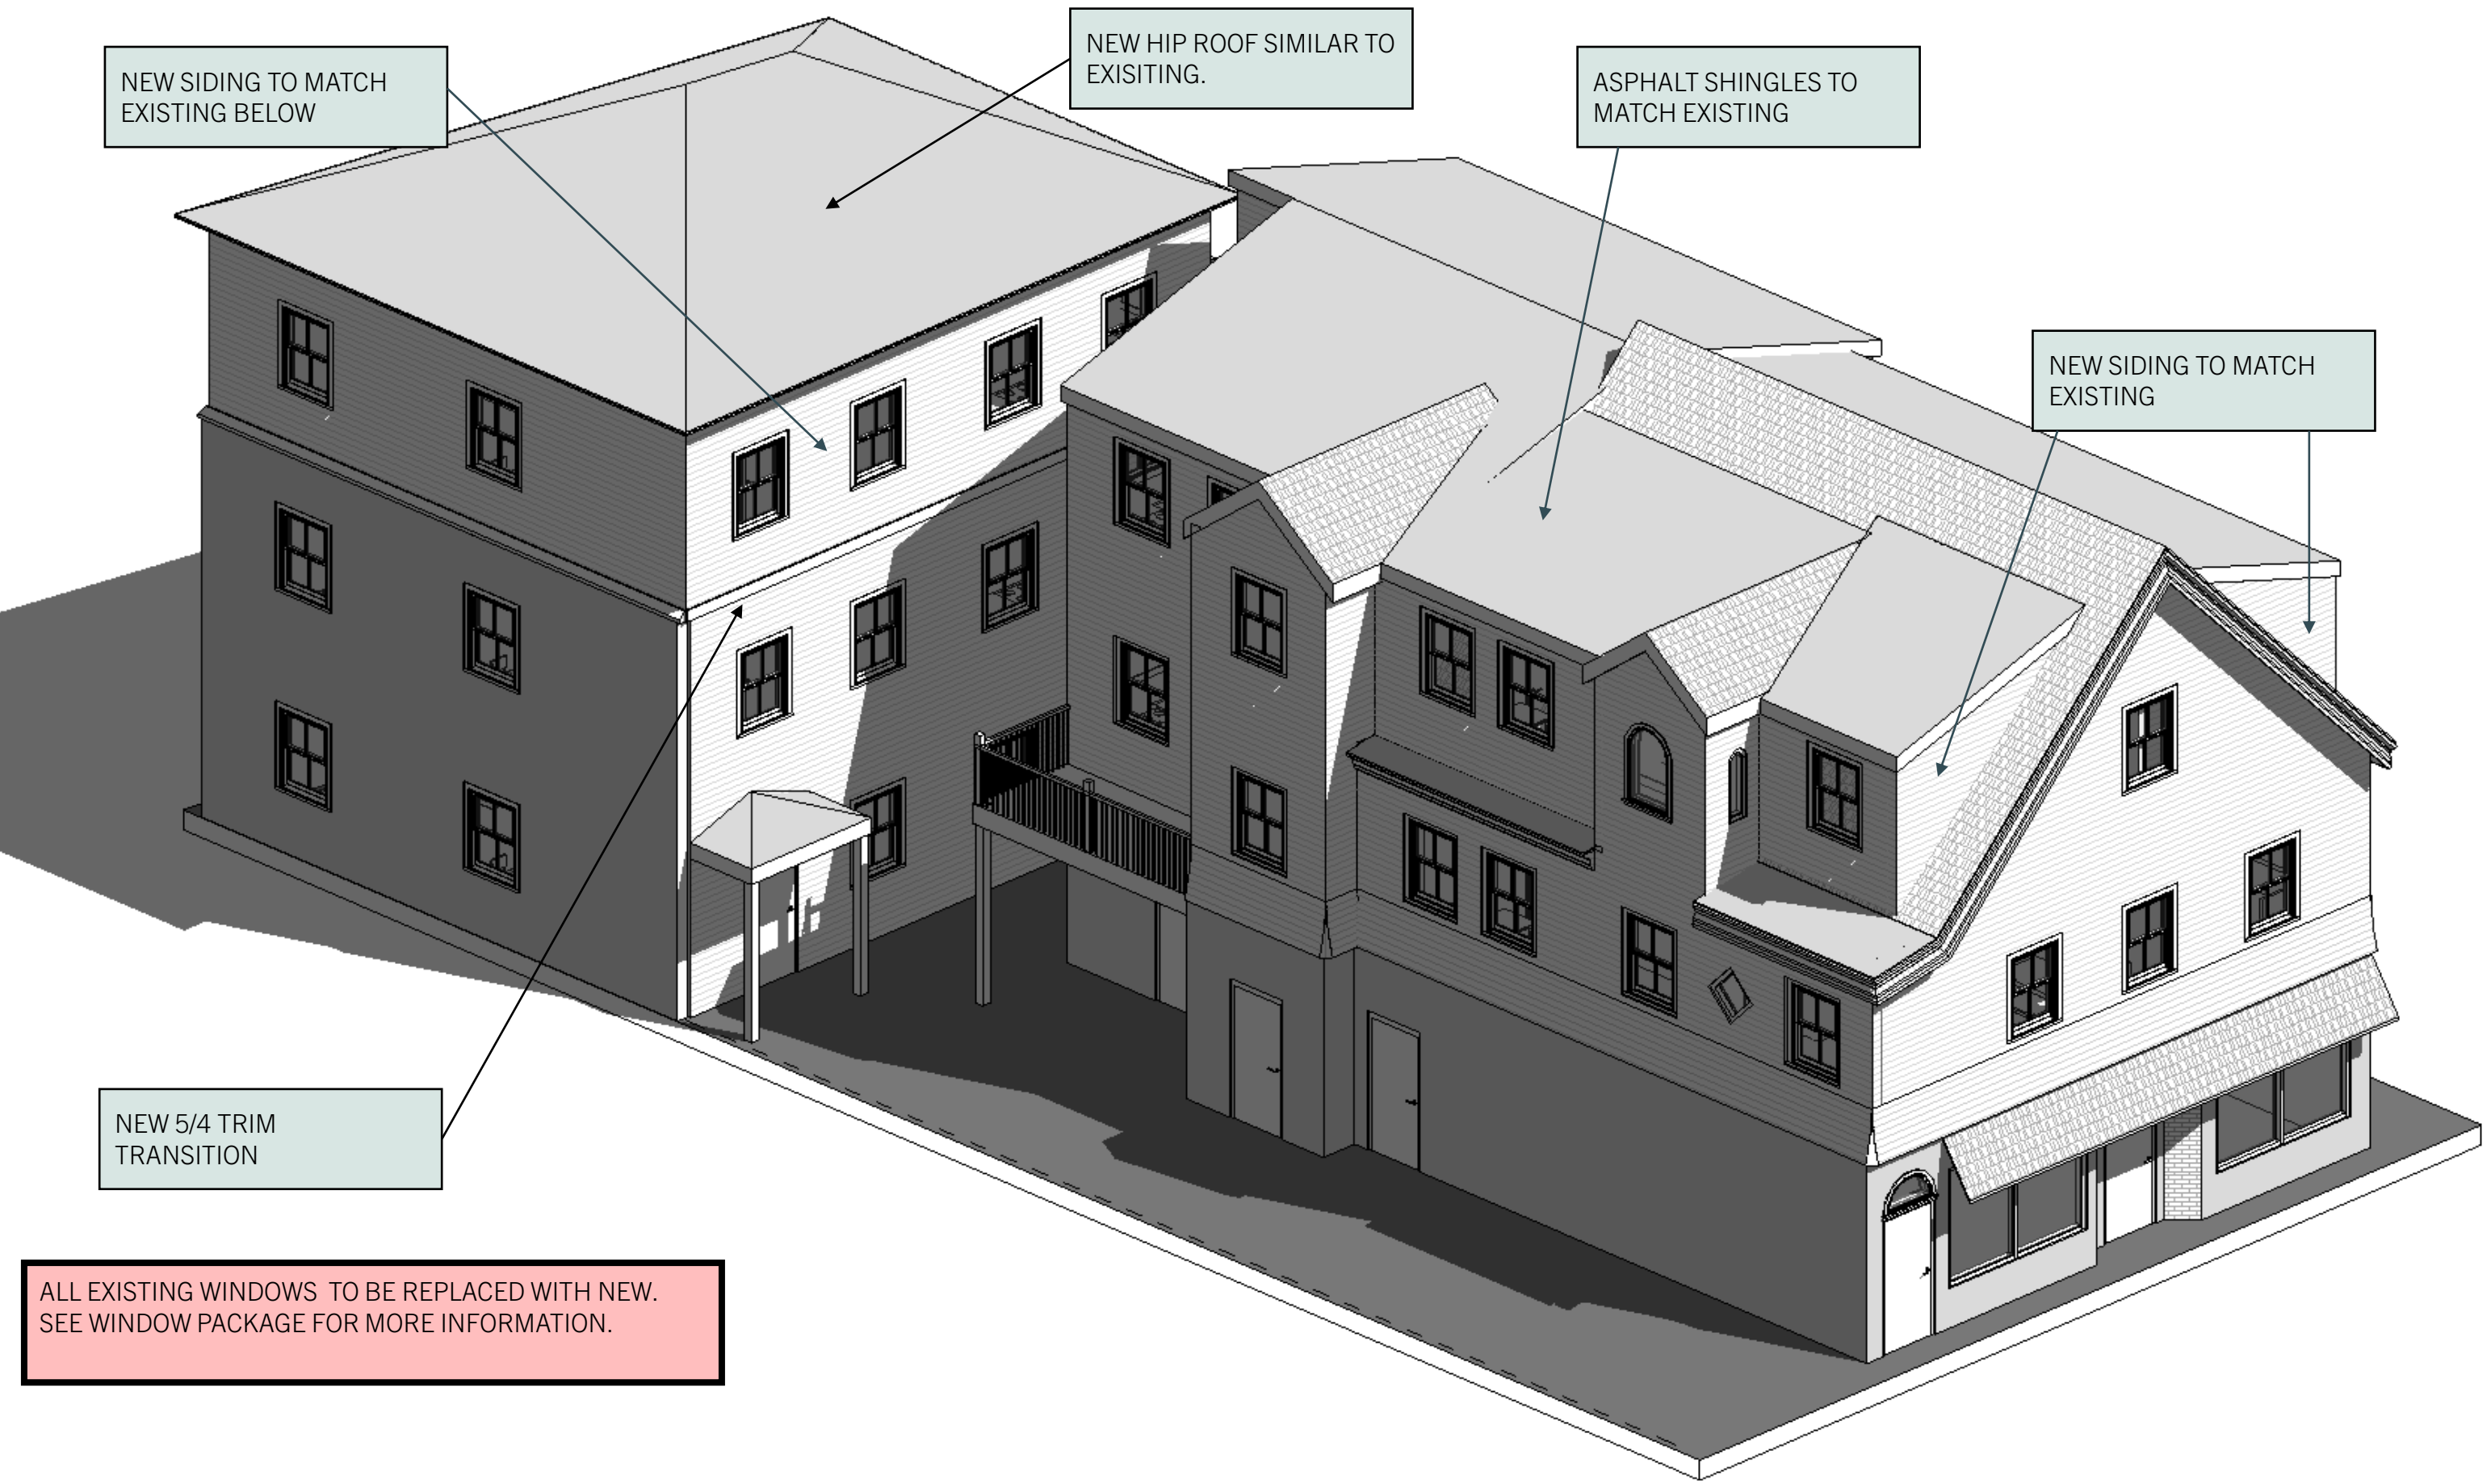 NEW SIDING TO MATCH
EXISTING BELOW
NEW HIP ROOF SIMILAR TO
EXISITING.
ASPHALT SHINGLES TO
MATCH EXISTING
NEW SIDING TO MATCH
EXISTING
NEW 5/4 TRIM
TRANSITION
ALL EXISTING WINDOWS  TO BE REPLACED WITH NEW.
SEE WINDOW PACKAGE FOR MORE INFORMATION.